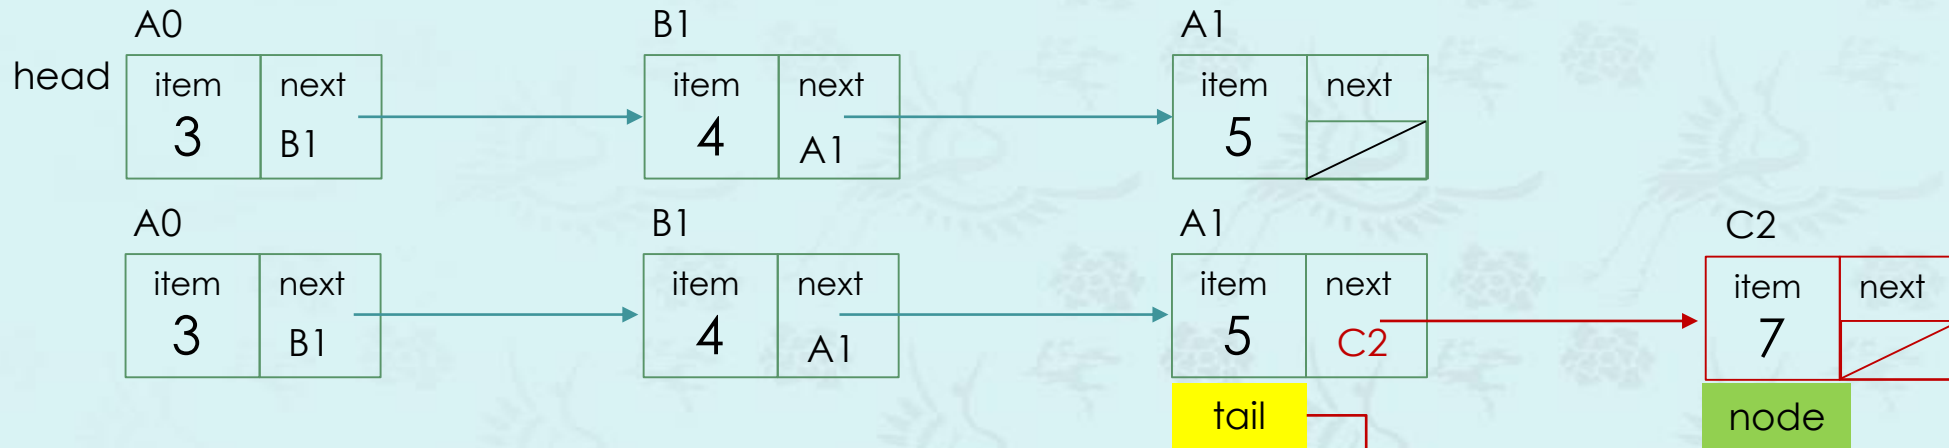 A0 B1 A1
head
item next item next item next
3 B1 4 A1 5
A0 B1 A1 C2
item next item next item next item next
3 B1 4 A1 5 C2 7
tail node